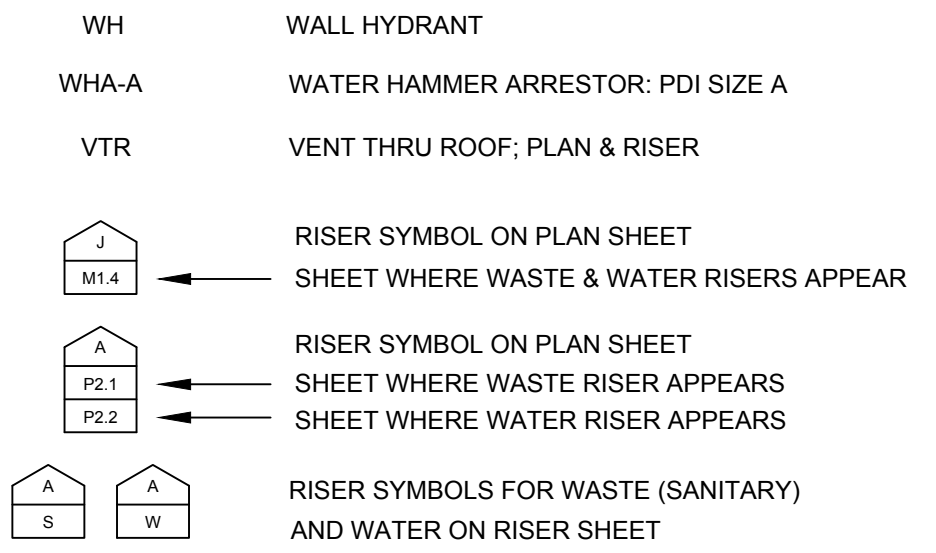 WH WALL HYDRANT
WHA-A WATER HAMMER ARRESTOR: PDI SIZE A
VTR VENT THRU ROOF; PLAN & RISER
J RISER SYMBOL ON PLAN SHEET
M1.4 SHEET WHERE WASTE & WATER RISERS APPEAR
A RISER SYMBOL ON PLAN SHEET
P2.1 SHEET WHERE WASTE RISER APPEARS
P2.2 SHEET WHERE WATER RISER APPEARS
A A RISER SYMBOLS FOR WASTE (SANITARY)
S W AND WATER ON RISER SHEET